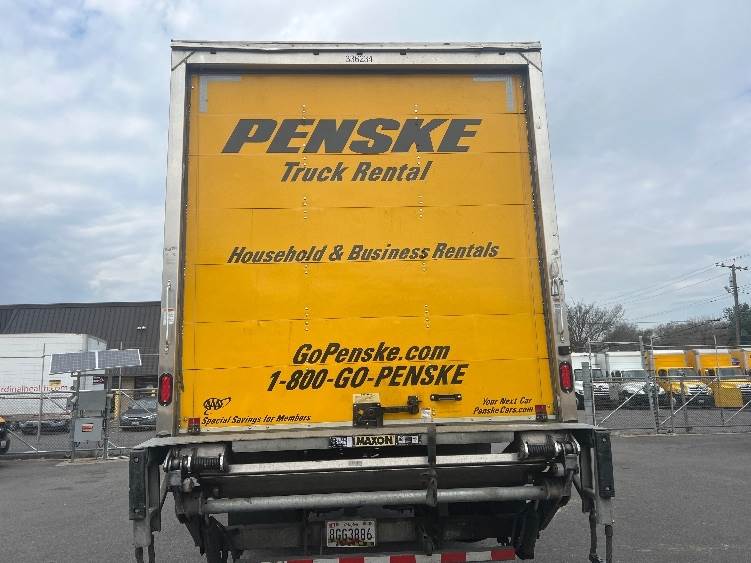 336234
PENSKE
Truck Rental
Household & Business Rentals
GoPenske.com
1-800-GO-PENSKE
AAA
Special Savings for Members
Your Next Car
PenskeCars.com
MAXON
8GG3886
rdinalhealth.c